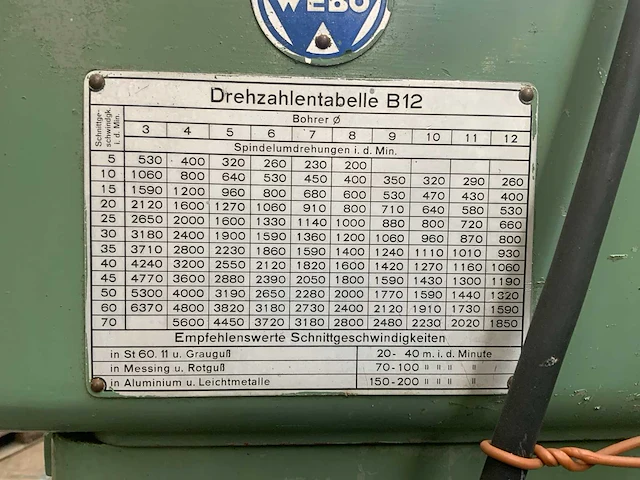 WEBO
Drehzahlentabelle B12
Schnittge-
schwindgk.
i. d. Min.
Bohrer Ø
3 4 5 6 7 8 9 10 11 12
Spindelumdrehungen i. d. Min.
5 530 400 320 260 230 200
10 1060 800 640 530 450 400 350 320 290 260
15 1590 1200 960 800 680 600 530 470 430 400
20 2120 1600 1270 1060 910 800 710 640 580 530
25 2650 2000 1600 1330 1140 1000 880 800 720 660
30 3180 2400 1900 1590 1360 1200 1060 960 870 800
35 3710 2800 2230 1860 1590 1400 1240 1110 1010 930
40 4240 3200 2550 2120 1820 1600 1420 1270 1160 1060
45 4770 3600 2880 2390 2050 1800 1590 1430 1300 1190
50 5300 4000 3190 2650 2280 2000 1770 1590 1440 1320
60 6370 4800 3820 3180 2730 2400 2120 1910 1730 1590
70 5600 4450 3720 3180 2800 2480 2230 2020 1850
Empfehlenswerte Schnittgeschwindigkeiten
in St 60. 11 u. Grauguß 20 - 40 m. i. d. Minute
in Messing u. Rotguß 70 - 100 " " " "
in Aluminium u. Leichtmetalle 150 - 200 " " " "